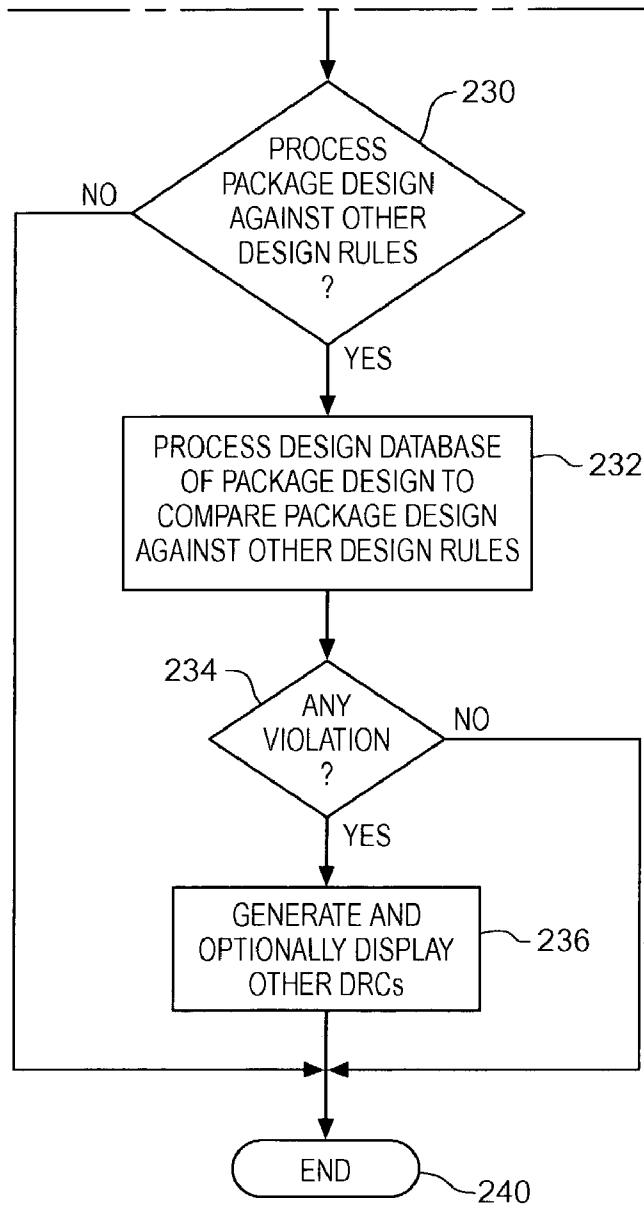 230
PROCESS
PACKAGE DESIGN
AGAINST OTHER
DESIGN RULES
?
NO
YES
PROCESS DESIGN DATABASE
OF PACKAGE DESIGN TO
COMPARE PACKAGE DESIGN
AGAINST OTHER DESIGN RULES
232
234
ANY
VIOLATION
?
NO
YES
GENERATE AND
OPTIONALLY DISPLAY
OTHER DRCs
236
END
240